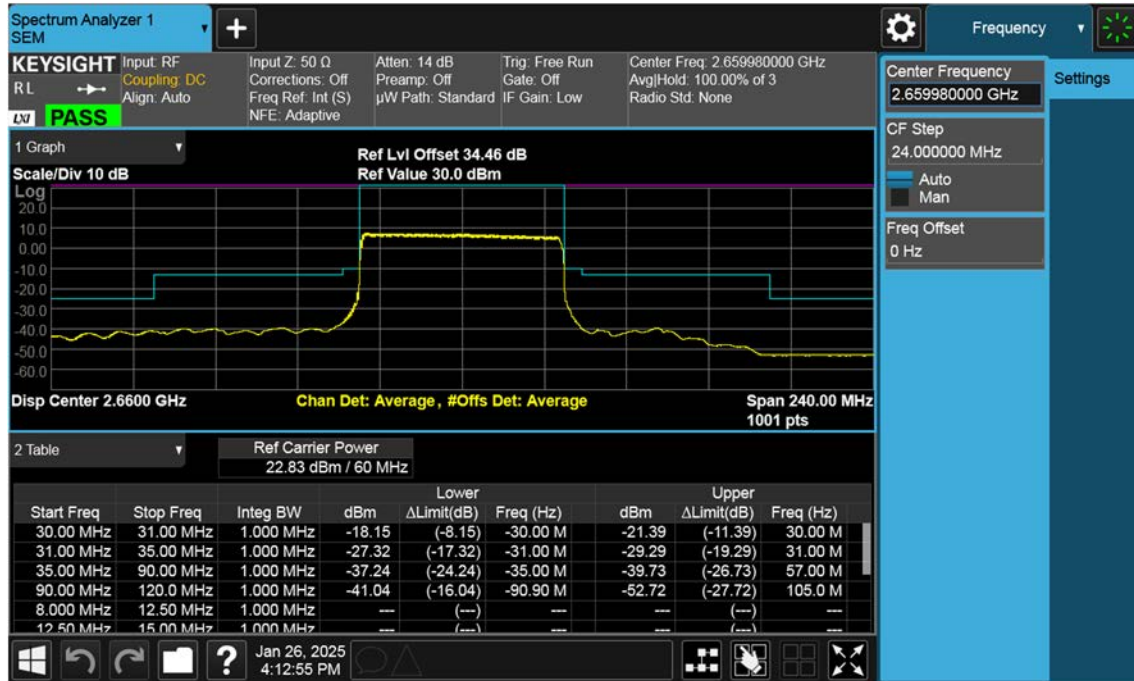 Spectrum Analyzer 1
SEM
Frequency
KEYSIGHT
RL
LXI
PASS
Input: RF
Coupling: DC
Align: Auto
Input Z: 50 Ω
Corrections: Off
Freq Ref: Int (S)
NFE: Adaptive
Atten: 14 dB
Preamp: Off
µW Path: Standard
Trig: Free Run
Gate: Off
IF Gain: Low
Center Freq: 2.659980000 GHz
Avg|Hold: 100.00% of 3
Radio Std: None
Center Frequency
2.659980000 GHz
Settings
CF Step
24.000000 MHz
Auto
Man
Freq Offset
0 Hz
1 Graph
Scale/Div 10 dB
Ref Lvl Offset 34.46 dB
Ref Value 30.0 dBm
Log
20.0
10.0
0.00
-10.0
-20.0
-30.0
-40.0
-50.0
-60.0
Disp Center 2.6600 GHz
Chan Det: Average, #Offs Det: Average
Span 240.00 MHz
1001 pts
2 Table
Ref Carrier Power
22.83 dBm / 60 MHz
Lower Upper
Start Freq Stop Freq Integ BW dBm ΔLimit(dB) Freq (Hz) dBm ΔLimit(dB) Freq (Hz)
30.00 MHz 31.00 MHz 1.000 MHz -18.15 (-8.15) -30.00 M -21.39 (-11.39) 30.00 M
31.00 MHz 35.00 MHz 1.000 MHz -27.32 (-17.32) -31.00 M -29.29 (-19.29) 31.00 M
35.00 MHz 90.00 MHz 1.000 MHz -37.24 (-24.24) -35.00 M -39.73 (-26.73) 57.00 M
90.00 MHz 120.0 MHz 1.000 MHz -41.04 (-16.04) -90.90 M -52.72 (-27.72) 105.0 M
8.000 MHz 12.50 MHz 1.000 MHz --- (---) --- --- (---) ---
12.50 MHz 15.00 MHz 1.000 MHz --- (---) --- --- (---) ---
?
Jan 26, 2025
4:12:55 PM